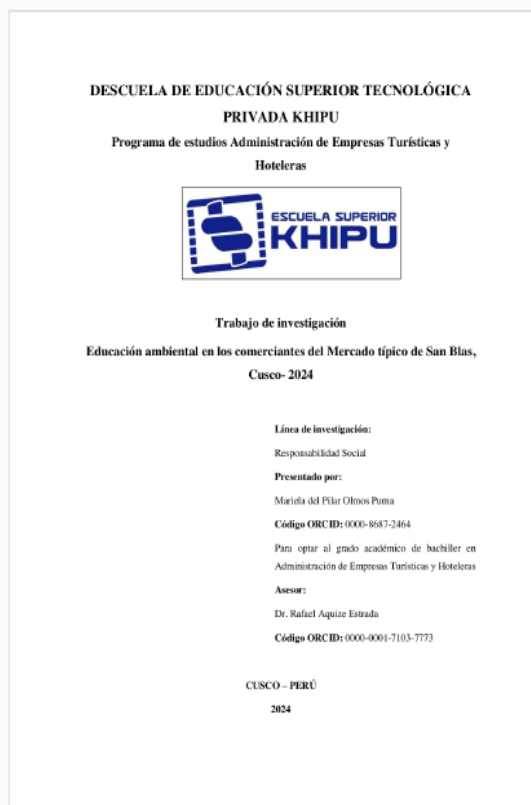 DESCUELA DE EDUCACIÓN SUPERIOR TECNOLÓGICA
PRIVADA KHIPU
Programa de estudios Administración de Empresas Turísticas y
Hoteleras
ESCUELA SUPERIOR
KHIPU
Trabajo de investigación
Educación ambiental en los comerciantes del Mercado típico de San Blas,
Cusco- 2024
Línea de investigación:
Responsabilidad Social
Presentado por:
Mariela del Pilar Olmos Puma
Código ORCID: 0000-8687-2464
Para optar al grado académico de bachiller en
Administración de Empresas Turísticas y Hoteleras
Asesor:
Dr. Rafael Aquize Estrada
Código ORCID: 0000-0001-7103-7773
CUSCO – PERÚ
2024